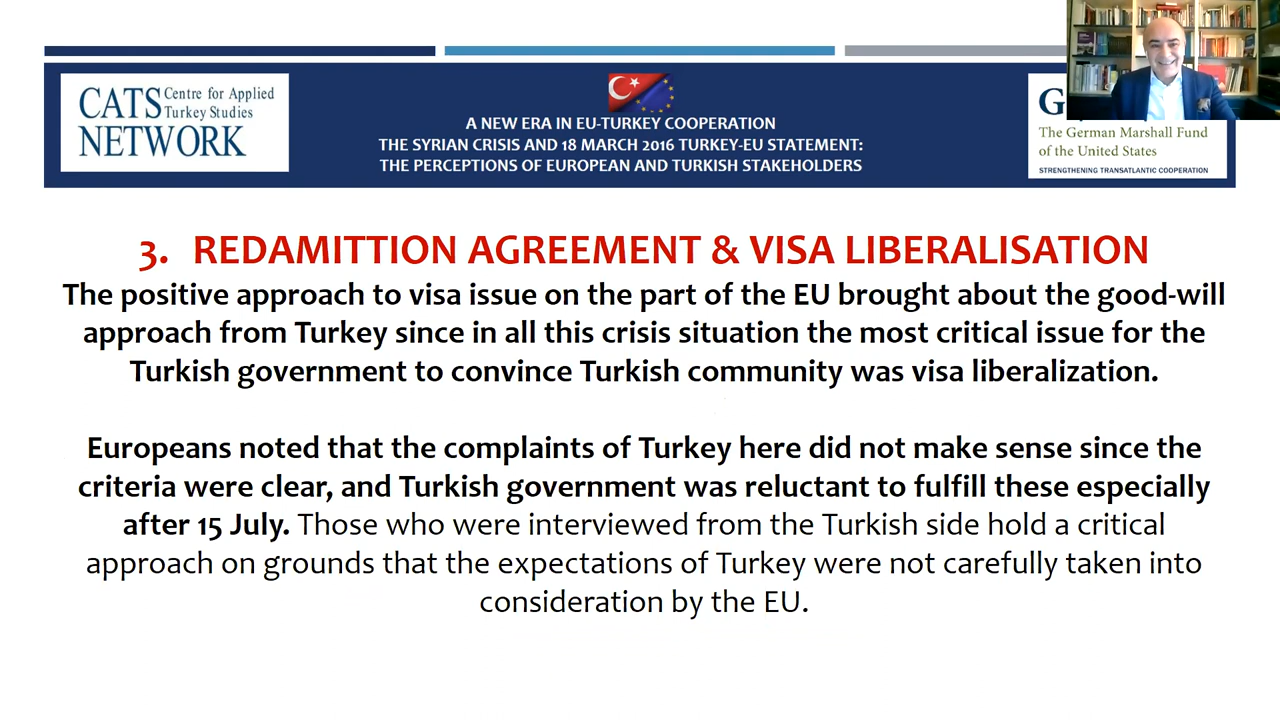 CATS Centre for Applied
Turkey Studies
NETWORK
A NEW ERA IN EU-TURKEY COOPERATION
THE SYRIAN CRISIS AND 18 MARCH 2016 TURKEY-EU STATEMENT:
THE PERCEPTIONS OF EUROPEAN AND TURKISH STAKEHOLDERS
G
The German Marshall Fund
of the United States
STRENGTHENING TRANSATLANTIC COOPERATION
3. REDAMITTION AGREEMENT & VISA LIBERALISATION
The positive approach to visa issue on the part of the EU brought about the good-will
approach from Turkey since in all this crisis situation the most critical issue for the
Turkish government to convince Turkish community was visa liberalization.
Europeans noted that the complaints of Turkey here did not make sense since the
criteria were clear, and Turkish government was reluctant to fulfill these especially
after 15 July. Those who were interviewed from the Turkish side hold a critical
approach on grounds that the expectations of Turkey were not carefully taken into
consideration by the EU.